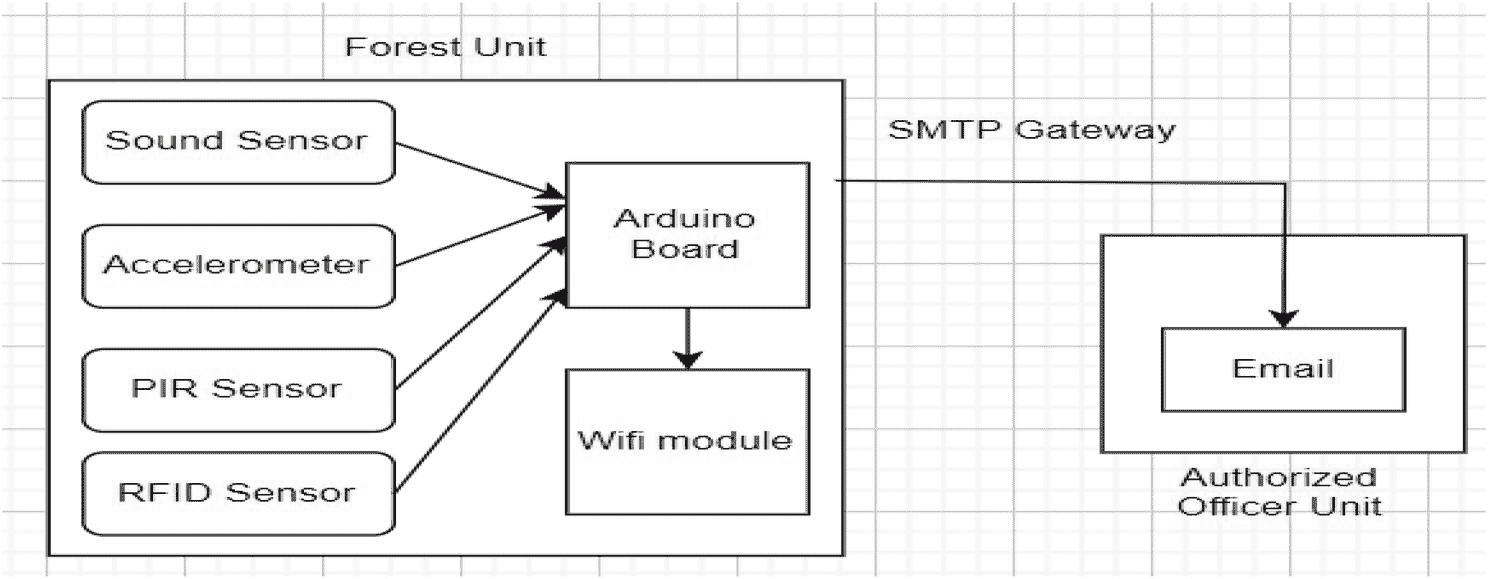 Forest Unit
Sound Sensor
Accelerometer
PIR Sensor
RFID Sensor
Arduino
Board
Wifi module
SMTP Gateway
Email
Authorized
Officer Unit